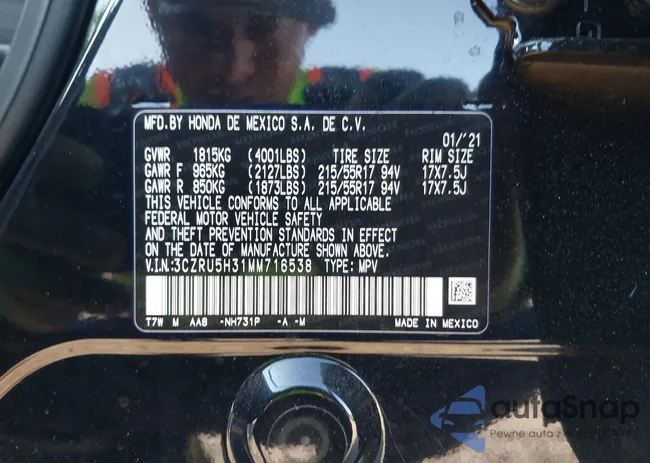 MFD.BY HONDA DE MEXICO S.A. DE C.V.
01/'21
GVWR 1815KG (4001LBS) TIRE SIZE RIM SIZE
GAWR F 965KG (2127LBS) 215/55R17 94V 17X7.5J
GAWR R 850KG (1873LBS) 215/55R17 94V 17X7.5J
THIS VEHICLE CONFORMS TO ALL APPLICABLE
FEDERAL MOTOR VEHICLE SAFETY
AND THEFT PREVENTION STANDARDS IN EFFECT
ON THE DATE OF MANUFACTURE SHOWN ABOVE.
V.I.N:3CZRU5H31MM716538 TYPE: MPV
T7W M AA6 -NH731P -A -M MADE IN MEXICO
autoSnap
Pewne auta z